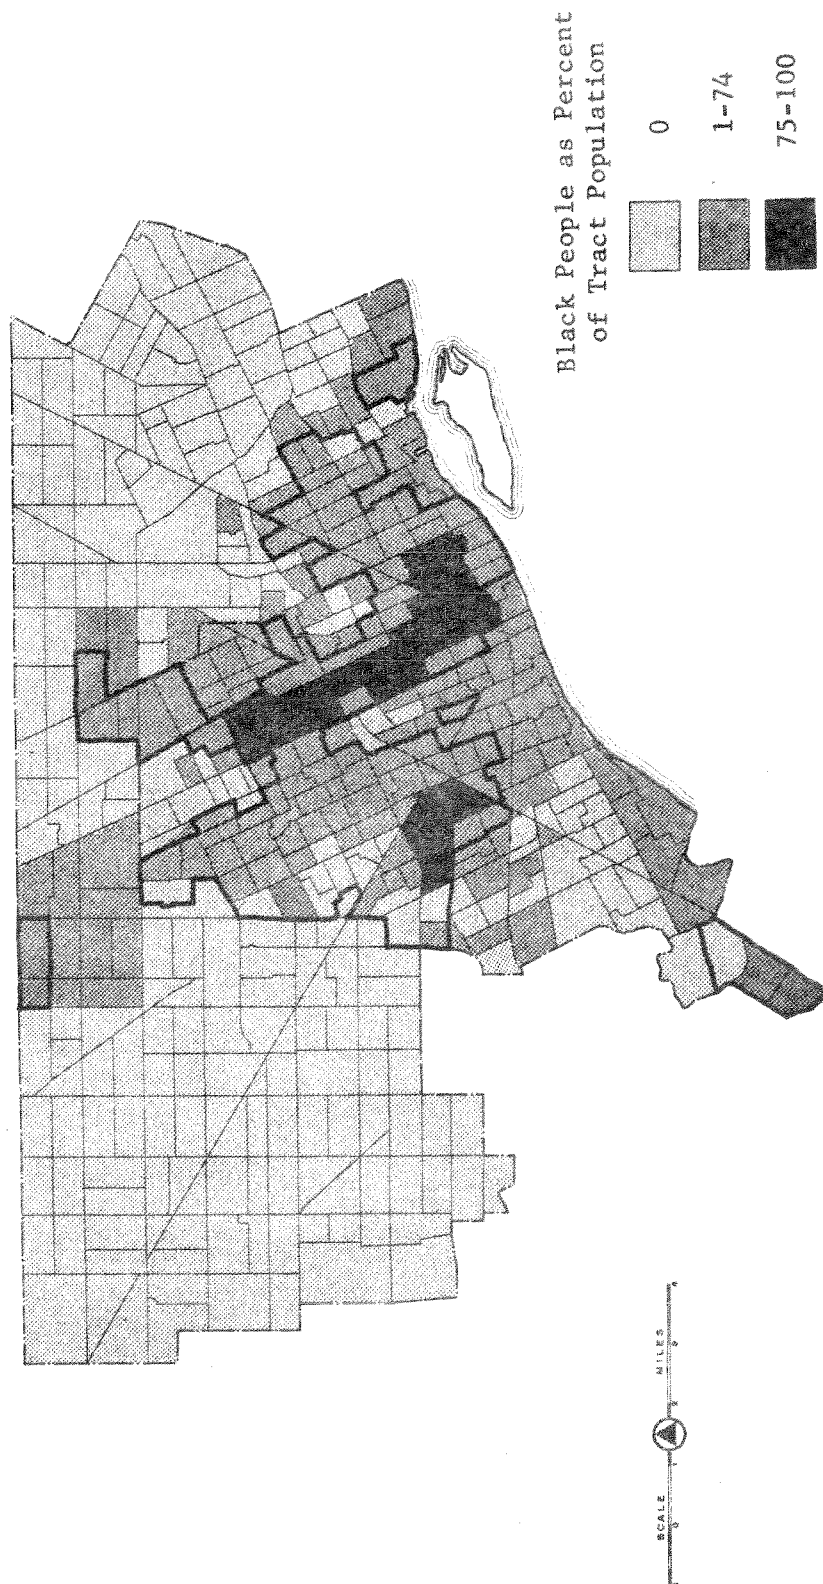 Black People as Percent
of Tract Population
0
1-74
75-100
SCALE
MILES